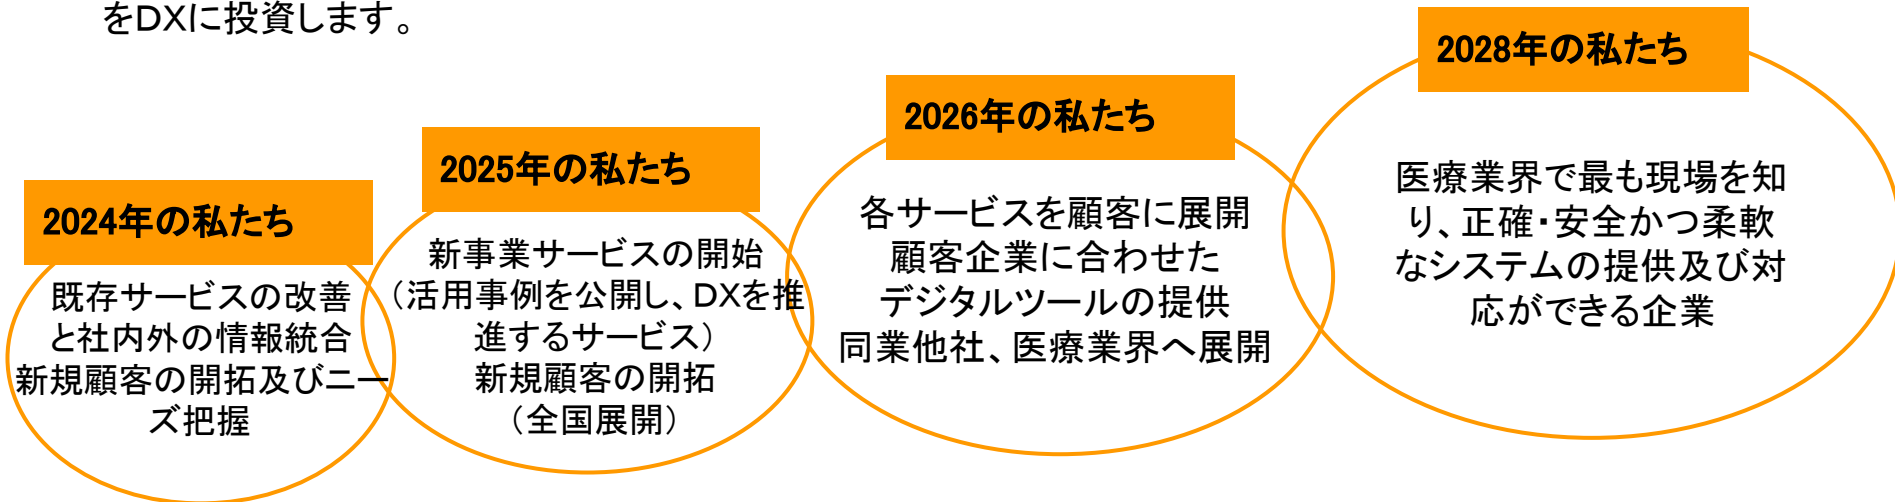 をDXに投資します。
2024年の私たち
既存サービスの改善
と社内外の情報統合
新規顧客の開拓及びニー
ズ把握
2025年の私たち
新事業サービスの開始
（活用事例を公開し、DXを推
進するサービス）
新規顧客の開拓
（全国展開）
2026年の私たち
各サービスを顧客に展開
顧客企業に合わせた
デジタルツールの提供
同業他社、医療業界へ展開
2028年の私たち
医療業界で最も現場を知
り、正確・安全かつ柔軟
なシステムの提供及び対
応ができる企業